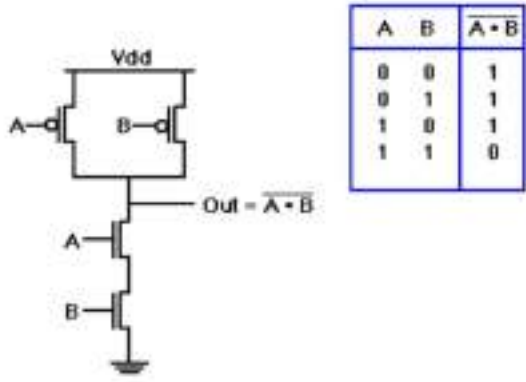 Vdd
A
B
Out = A • B
A
B
A B A • B
0 0 1
0 1 1
1 0 1
1 1 0